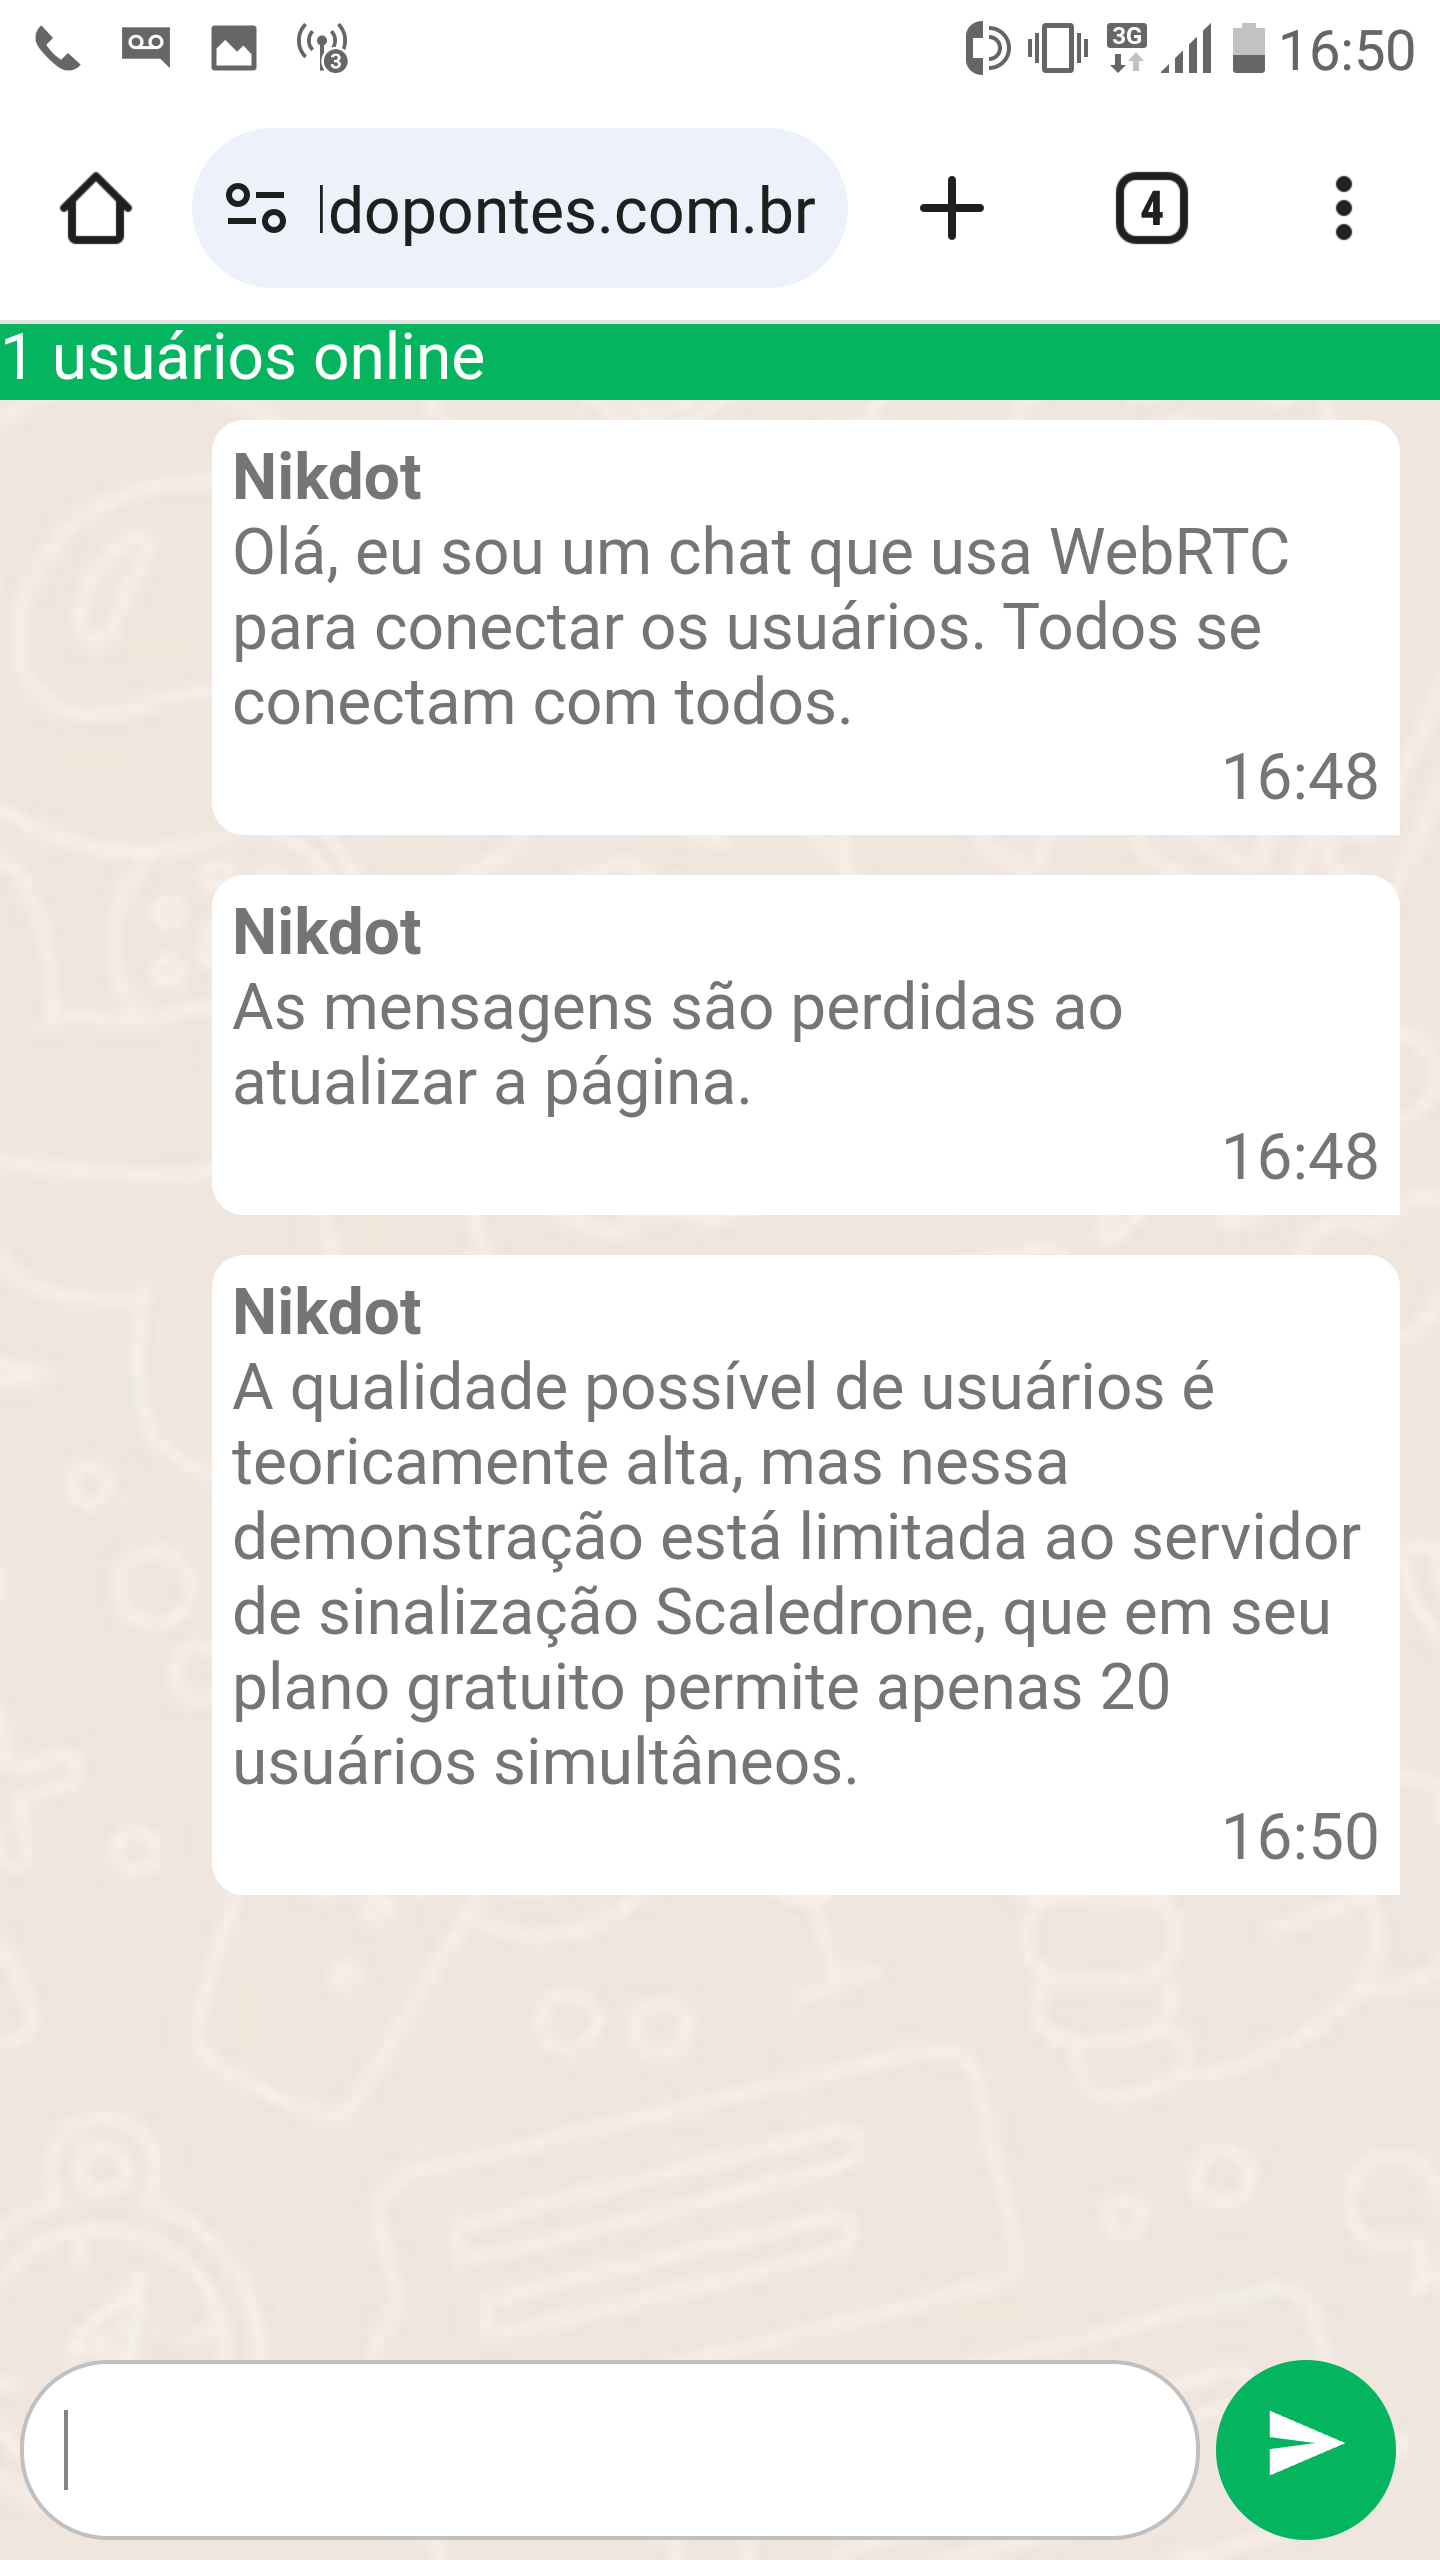 3G 16:50
3
dopontes.com.br
4
1 usuários online
Nikdot
Olá, eu sou um chat que usa WebRTC
para conectar os usuários. Todos se
conectam com todos.
16:48
Nikdot
As mensagens são perdidas ao
atualizar a página.
16:48
Nikdot
A qualidade possível de usuários é
teoricamente alta, mas nessa
demonstração está limitada ao servidor
de sinalização Scaledrone, que em seu
plano gratuito permite apenas 20
usuários simultâneos.
16:50